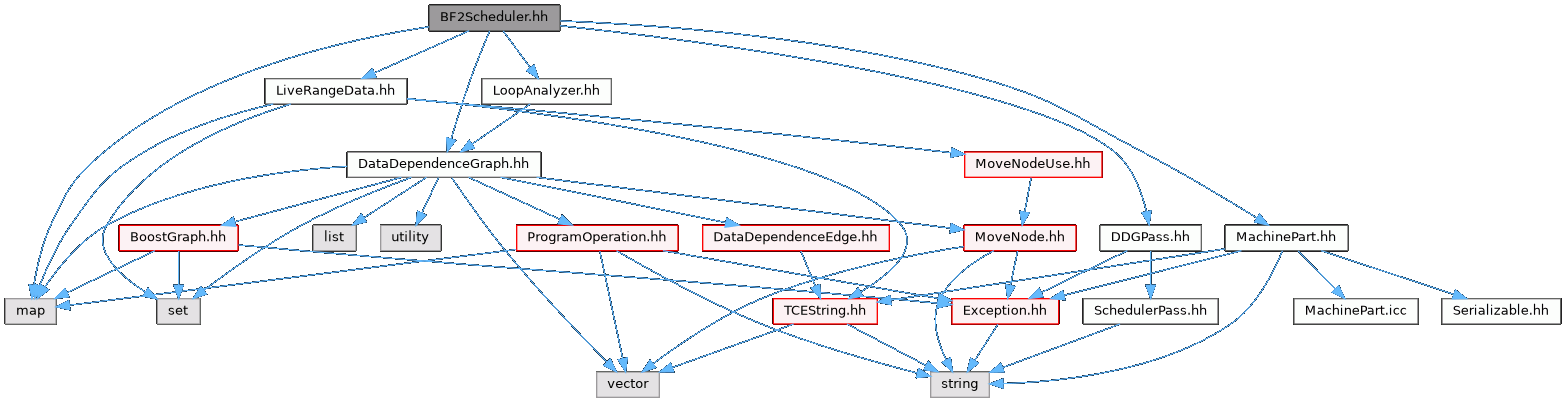 BF2Scheduler.hh
LiveRangeData.hh
LoopAnalyzer.hh
DataDependenceGraph.hh
MoveNodeUse.hh
BoostGraph.hh
list
utility
ProgramOperation.hh
DataDependenceEdge.hh
MoveNode.hh
DDGPass.hh
MachinePart.hh
map
set
TCEString.hh
Exception.hh
SchedulerPass.hh
MachinePart.icc
Serializable.hh
vector
string